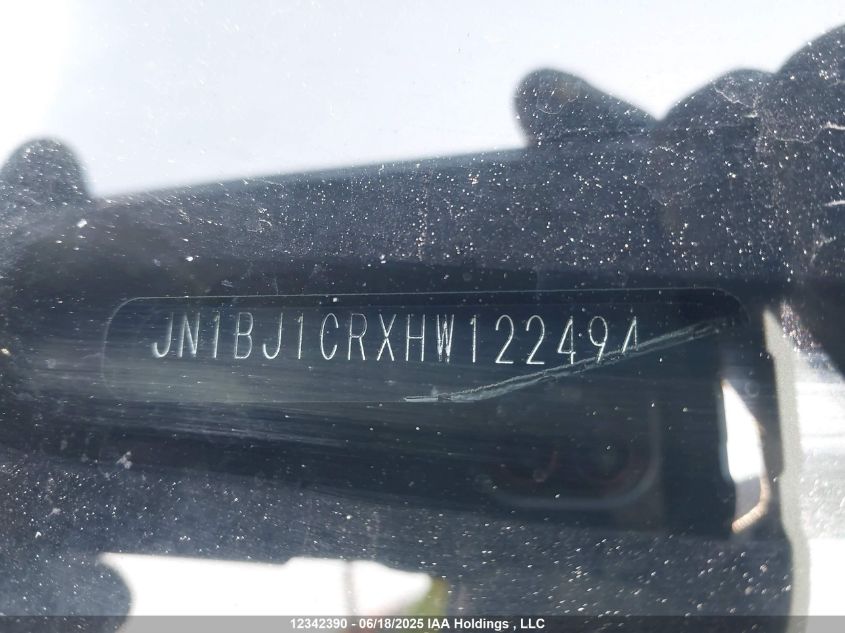 JN1BJ1CRXHW122494
12342390 - 06/18/2025 IAA Holdings , LLC